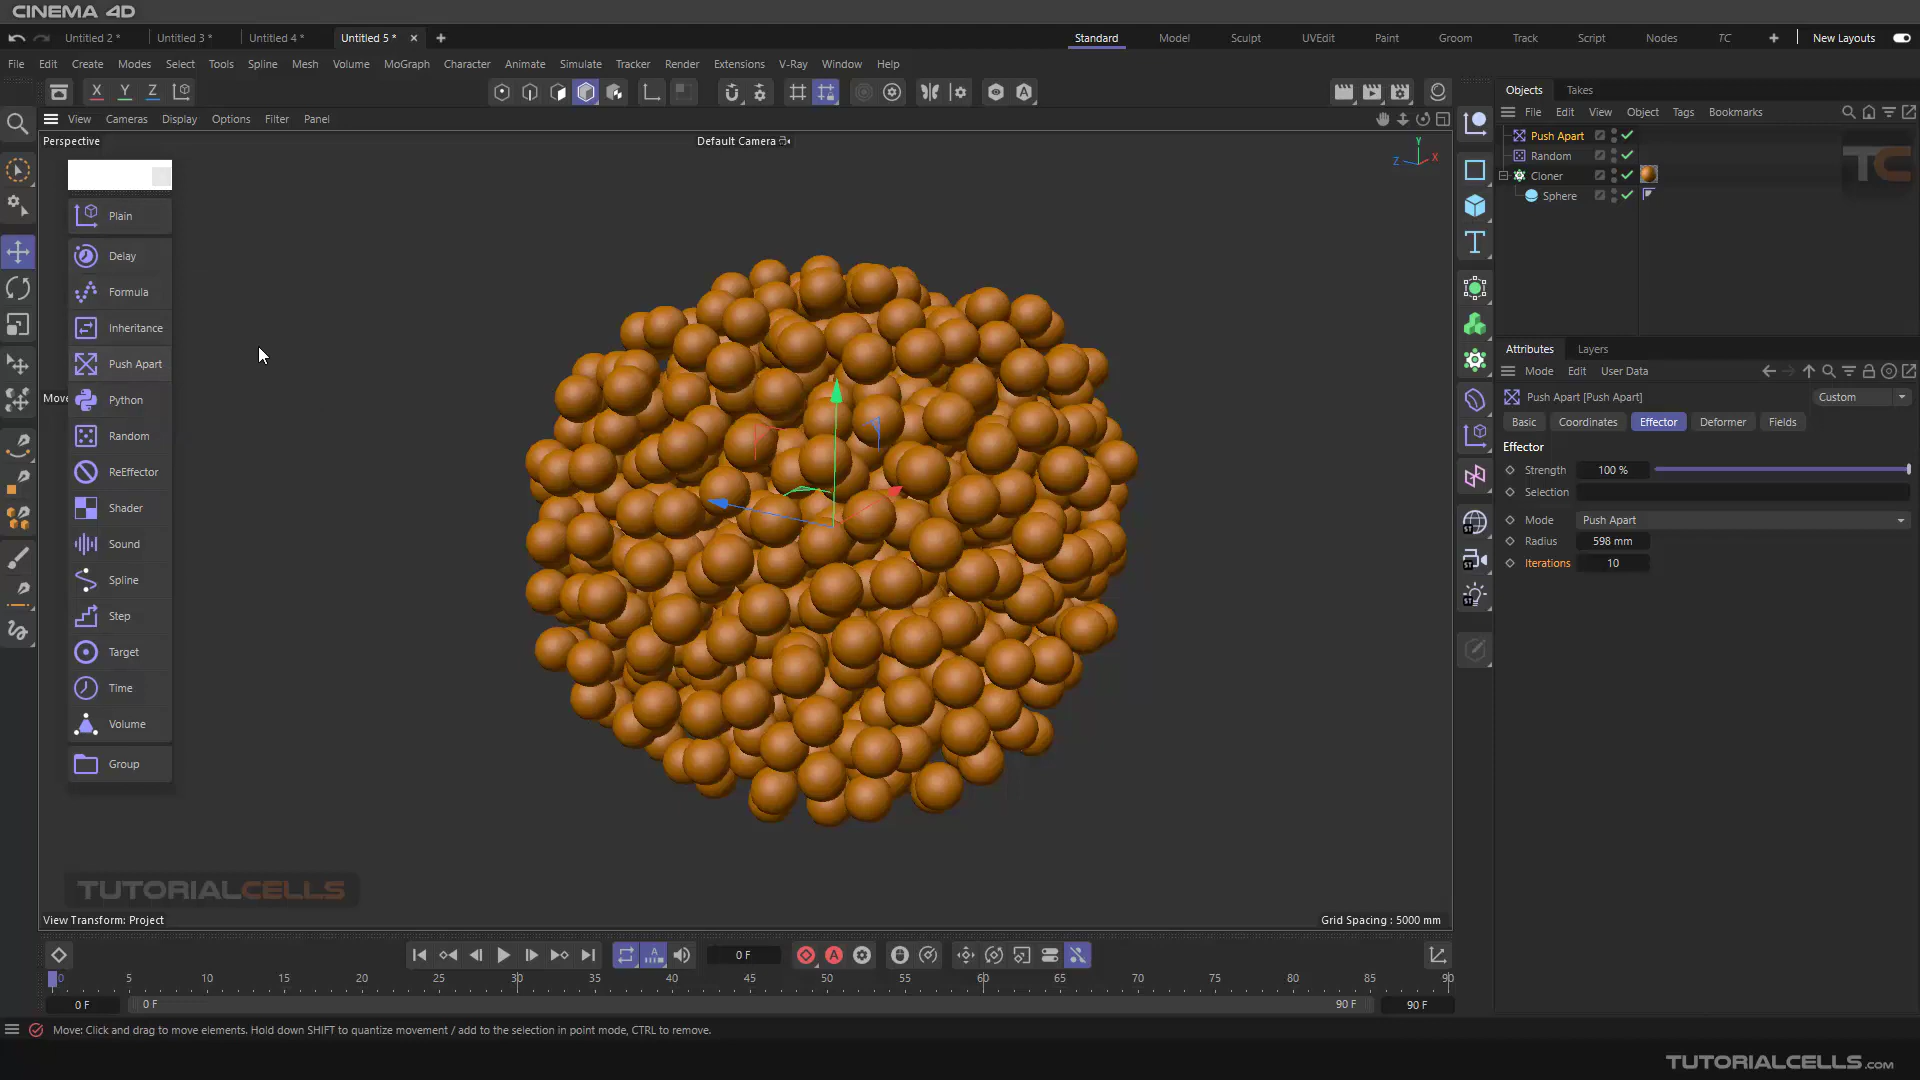 CINEMA 4D
Untitled 2 *
Untitled 3 *
Untitled 4 *
Untitled 5 *
Standard
Model
Sculpt
UVEdit
Paint
Groom
Track
Script
Nodes
TC
New Layouts
File Edit Create Modes Select Tools Spline Mesh Volume MoGraph Character Animate Simulate Tracker Render Extensions V-Ray Window Help
X Y Z
Objects Takes
View Cameras Display Options Filter Panel
File Edit View Object Tags Bookmarks
Perspective
Default Camera
Y
Z X
Push Apart
Random
Cloner
Sphere
TC
Plain
Delay
Formula
Inheritance
Push Apart
Move
Python
Random
ReEffector
Shader
Sound
Spline
Step
Target
Time
Volume
Group
Attributes Layers
Mode Edit User Data
Push Apart [Push Apart]
Custom
Basic Coordinates Effector Deformer Fields
Effector
Strength 100 %
Selection
Mode Push Apart
Radius 598 mm
Iterations 10
ST
ST
ST
TUTORIALCELLS
View Transform: Project
Grid Spacing : 5000 mm
0 F
0 5 10 15 20 25 30 35 40 45 50 55 60 65 70 75 80 85 90
0 F
0 F
90 F
90 F
Move: Click and drag to move elements. Hold down SHIFT to quantize movement / add to the selection in point mode, CTRL to remove.
TUTORIALCELLS.com